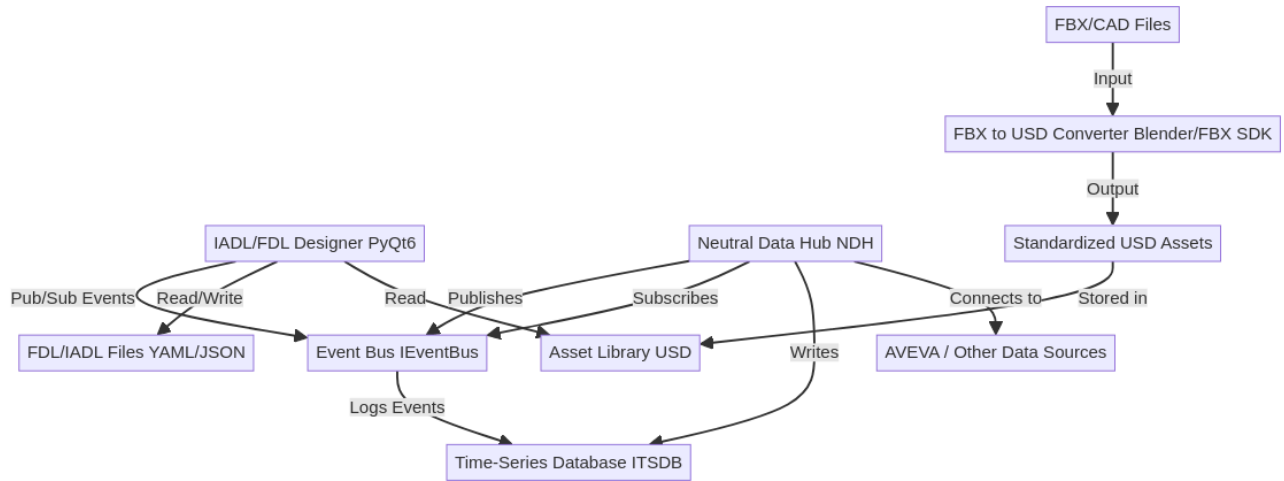 FBX/CAD Files
Input
FBX to USD Converter Blender/FBX SDK
Output
IADL/FDL Designer PyQt6
Neutral Data Hub NDH
Standardized USD Assets
Pub/Sub Events
Read/Write
Read
Publishes
Subscribes
Connects to
Stored in
FDL/IADL Files YAML/JSON
Event Bus IEventBus
Asset Library USD
Writes
AVEVA / Other Data Sources
Logs Events
Time-Series Database ITSDB